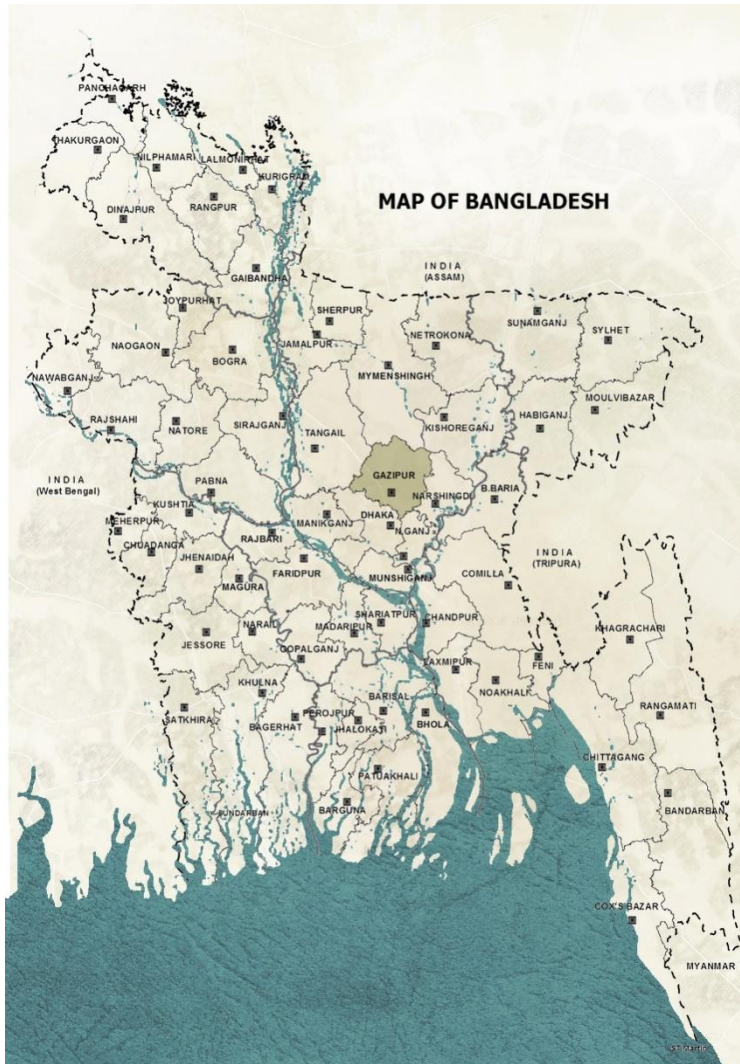 PANCHAGARH
THAKURGAON
NILPHAMARI
LALMONIRHAT
KURIGRAM
DINAJPUR
RANGPUR
MAP OF BANGLADESH
GAIBANDHA
INDIA
(ASSAM)
JOYPURHAT
SHERPUR
SUNAMGANJ
SYLHET
NAOGAON
BOGRA
JAMALPUR
NETROKONA
MYMENSHINGH
NAWABGANJ
MOULVIBAZAR
RAJSHAHI
NATORE
SIRAJGANJ
TANGAIL
KISHOREGANJ
HABIGANJ
INDIA
(West Bengal)
GAZIPUR
PABNA
NARSHINGDI
B.BARIA
KUSHTIA
MANIKGANJ
DHAKA
N.GANJ
MEHERPUR
RAJBARI
CHUADANGA
JHENAIDAH
FARIDPUR
MUNSHIGANJ
COMILLA
INDIA
(TRIPURA)
MAGURA
SHARIATPUR
CHANDPUR
NARAIL
MADARIPUR
KHAGRACHARI
JESSORE
GOPALGANJ
LAXMIPUR
FENI
KHULNA
NOAKHALI
SATKHIRA
BARISAL
RANGAMATI
PEROJPUR
BAGERHAT
JHALOKATI
BHOLA
CHITTAGANG
PATUAKHALI
BARGUNA
SUNDARBAN
BANDARBAN
COX'S BAZAR
MYANMAR